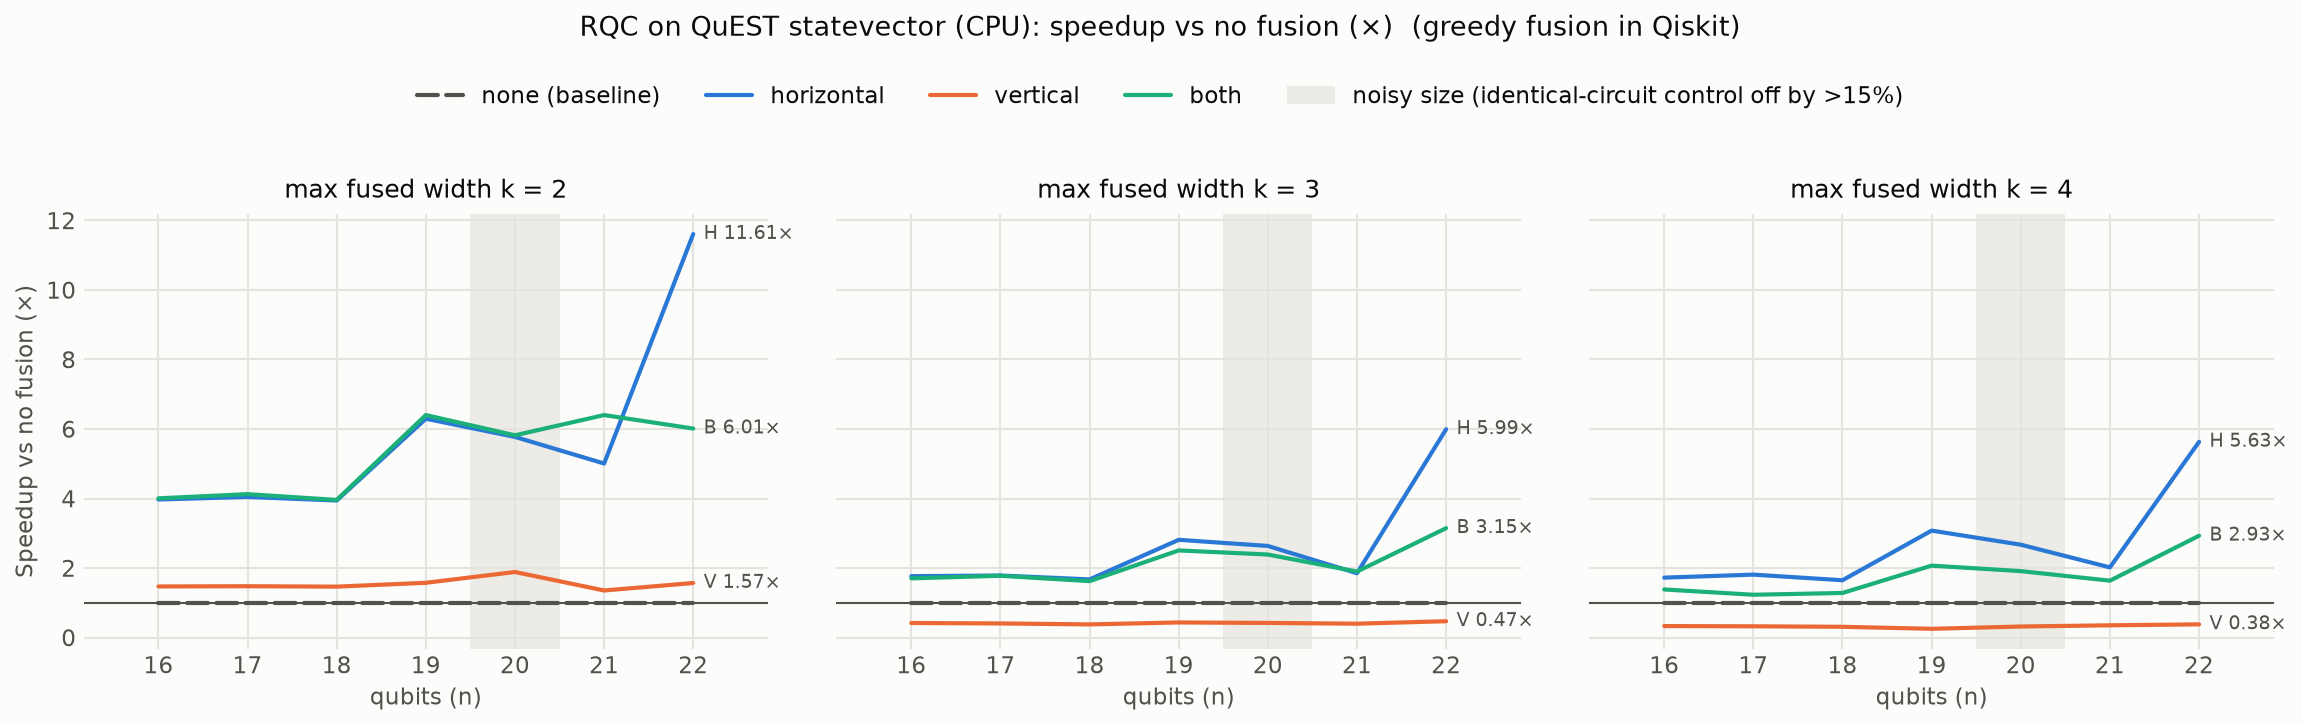 RQC on QuEST statevector (CPU): speedup vs no fusion (×)  (greedy fusion in Qiskit)
none (baseline)
horizontal
vertical
both
noisy size (identical-circuit control off by >15%)
max fused width k = 2
Speedup vs no fusion (×)
12
10
8
6
4
2
0
H 11.61×
B 6.01×
V 1.57×
16 17 18 19 20 21 22
qubits (n)
max fused width k = 3
H 5.99×
B 3.15×
V 0.47×
16 17 18 19 20 21 22
qubits (n)
max fused width k = 4
H 5.63×
B 2.93×
V 0.38×
16 17 18 19 20 21 22
qubits (n)